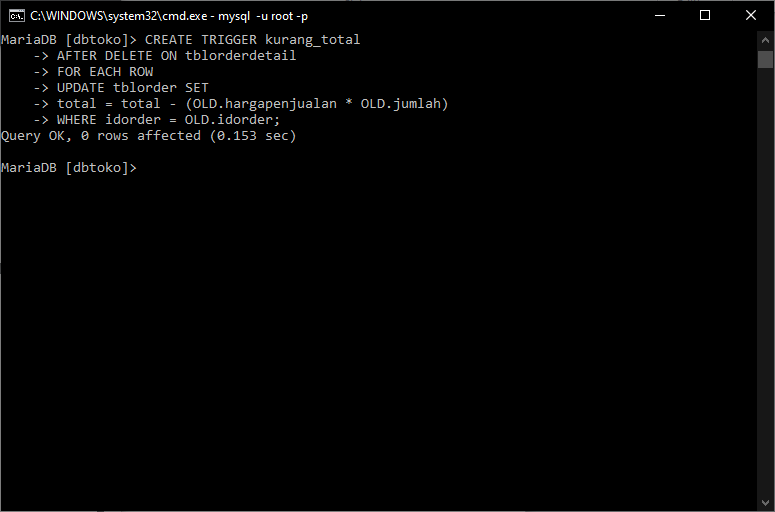 C:\WINDOWS\system32\cmd.exe - mysql -u root -p
MariaDB [dbtoko]> CREATE TRIGGER kurang_total
    -> AFTER DELETE ON tblorderdetail
    -> FOR EACH ROW
    -> UPDATE tblorder SET
    -> total = total - (OLD.hargapenjualan * OLD.jumlah)
    -> WHERE idorder = OLD.idorder;
Query OK, 0 rows affected (0.153 sec)
MariaDB [dbtoko]>